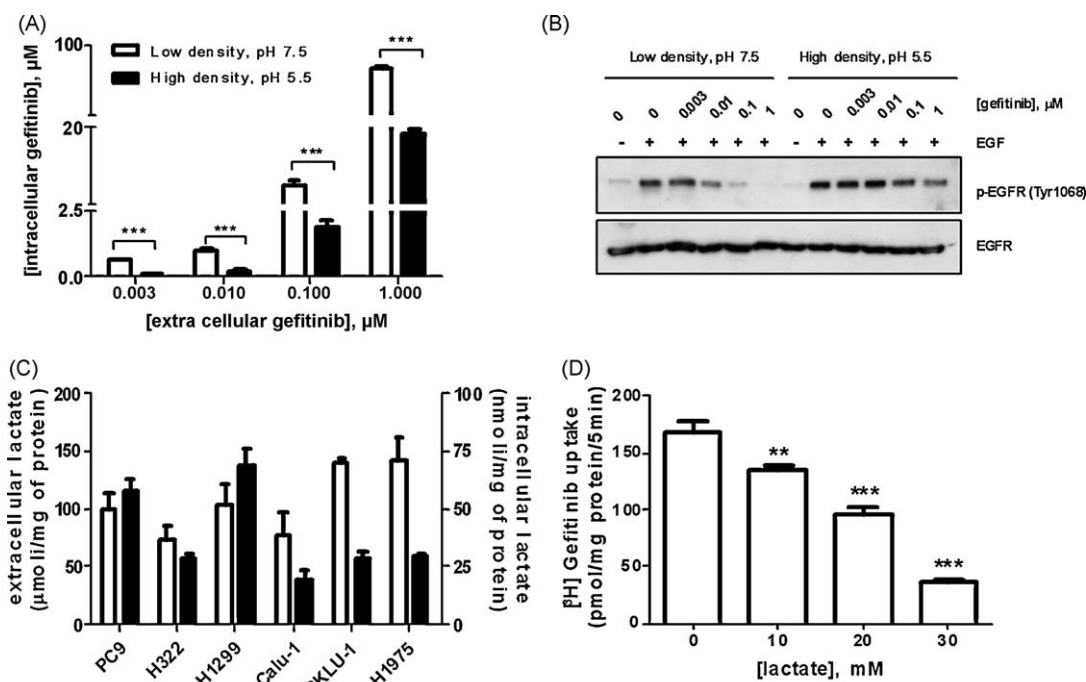 (A)
[intracellular gefitinib], µM
100
20
2.5
0.0
Low density, pH 7.5
High density, pH 5.5
***
***
***
***
0.003 0.010 0.100 1.000
[extra cellular gefitinib], µM
(B)
Low density, pH 7.5 High density, pH 5.5
0 0 0.003 0.01 0.1 1 0 0 0.003 0.01 0.1 1 [gefitinib], µM
- + + + + + - + + + + + EGF
p-EGFR (Tyr1068)
EGFR
(C)
extracellular lactate
(µmoli/mg of protein)
200
150
100
50
0
100
75
50
25
0
intracellular lactate
(nmoli/mg of protein)
PC9 H322 H1299 Calu-1 KLU-1 H1975
(D)
[³H] Gefitinib uptake
(pmol/mg protein/5min)
200
150
100
50
0
**
***
***
0 10 20 30
[lactate], mM